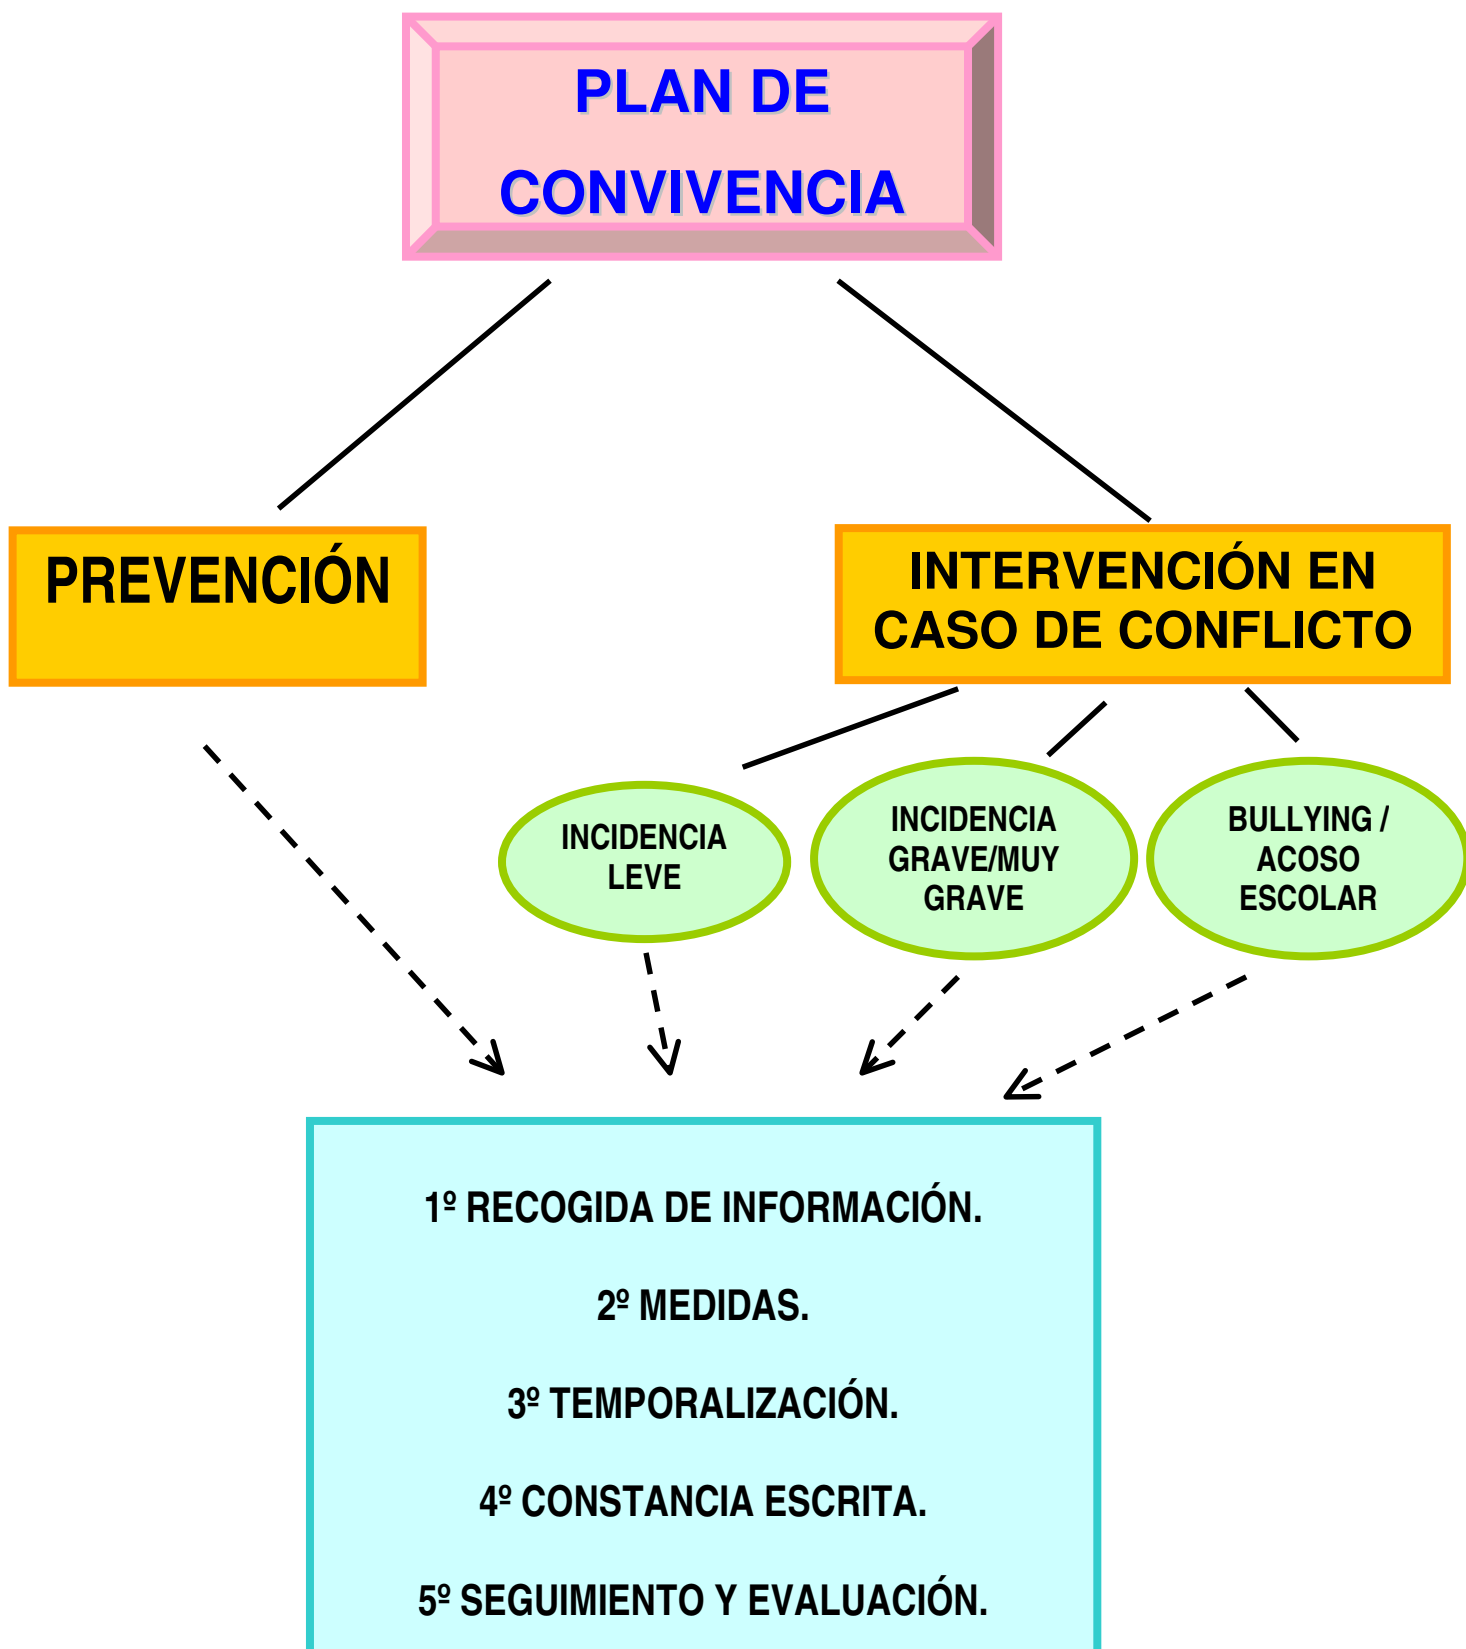 PLAN DE
CONVIVENCIA
PREVENCIÓN
INTERVENCIÓN EN
CASO DE CONFLICTO
INCIDENCIA
LEVE
INCIDENCIA
GRAVE/MUY
GRAVE
BULLYING /
ACOSO
ESCOLAR
1º RECOGIDA DE INFORMACIÓN.
2º MEDIDAS.
3º TEMPORALIZACIÓN.
4º CONSTANCIA ESCRITA.
5º SEGUIMIENTO Y EVALUACIÓN.